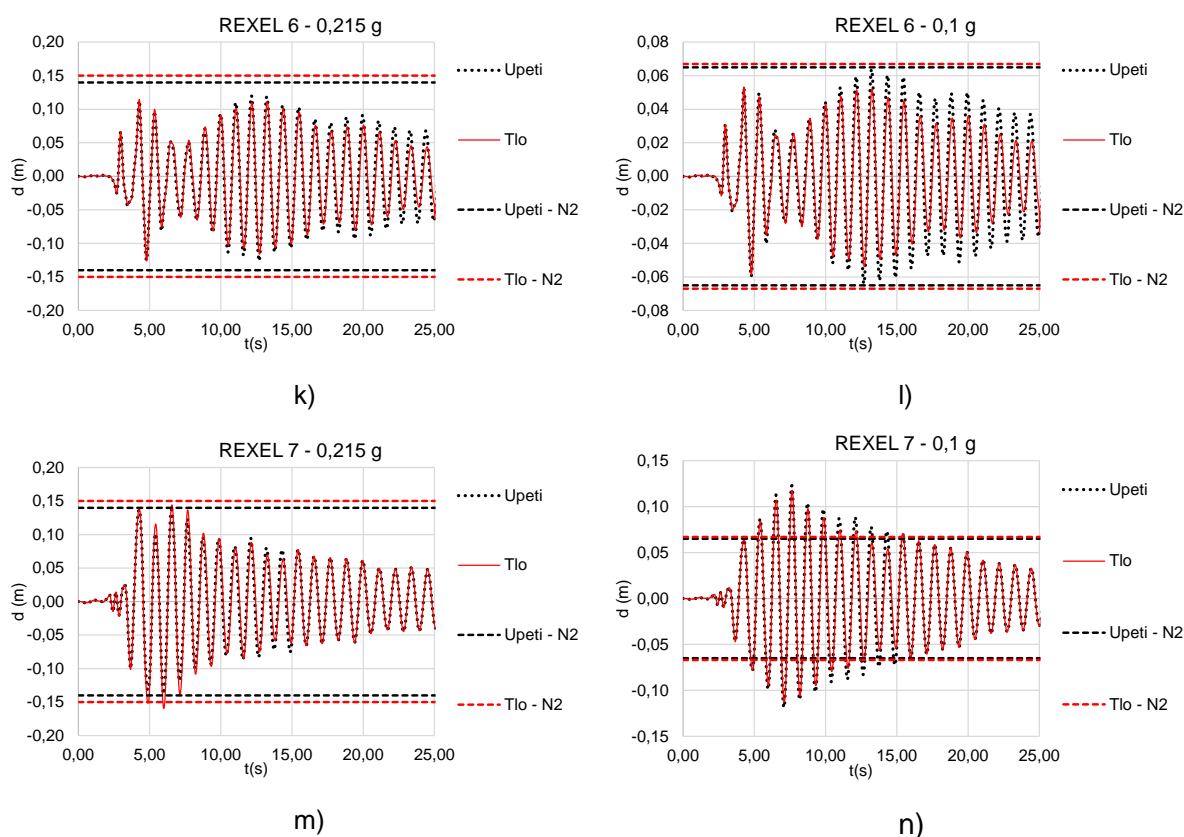 REXEL 6 - 0,215 g
0,20
0,15
0,10
0,05
0,00
-0,05
-0,10
-0,15
-0,20
d (m)
0,00 5,00 10,00 15,00 20,00 25,00
t(s)
Upeti
Tlo
Upeti - N2
Tlo - N2
k)
REXEL 6 - 0,1 g
0,08
0,06
0,04
0,02
0,00
-0,02
-0,04
-0,06
-0,08
d (m)
0,00 5,00 10,00 15,00 20,00 25,00
t(s)
Upeti
Tlo
Upeti - N2
Tlo - N2
l)
REXEL 7 - 0,215 g
0,20
0,15
0,10
0,05
0,00
-0,05
-0,10
-0,15
-0,20
d (m)
0,00 5,00 10,00 15,00 20,00 25,00
t(s)
Upeti
Tlo
Upeti - N2
Tlo - N2
m)
REXEL 7 - 0,1 g
0,15
0,10
0,05
0,00
-0,05
-0,10
-0,15
d (m)
0,00 5,00 10,00 15,00 20,00 25,00
t(s)
Upeti
Tlo
Upeti - N2
Tlo - N2
n)